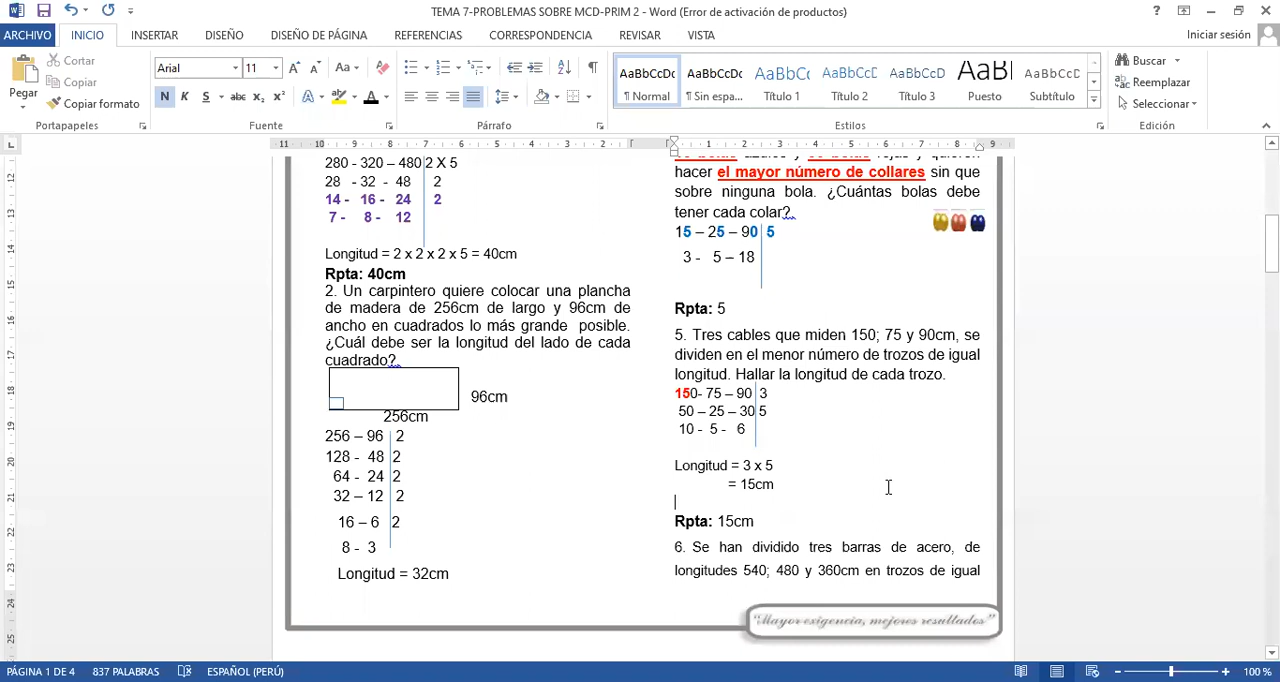 TEMA 7-PROBLEMAS SOBRE MCD-PRIM 2 - Word (Error de activación de productos)
ARCHIVO INICIO INSERTAR DISEÑO DISEÑO DE PÁGINA REFERENCIAS CORRESPONDENCIA REVISAR VISTA Iniciar sesión
Pegar
Cortar
Copiar
Copiar formato
Portapapeles
Arial 11
N K S abc
Fuente
Párrafo
AaBbCcDc AaBbCcDc AaBbCc AaBbCc AaBbCcD AaBl AaBbCcD
¶ Normal ¶ Sin espa... Título 1 Título 2 Título 3 Puesto Subtítulo
Estilos
Buscar
Reemplazar
Seleccionar
Edición
280 - 320 – 480 2 X 5
28 - 32 - 48 2
14 - 16 - 24 2
7 - 8 - 12
Longitud = 2 x 2 x 2 x 5 = 40cm
Rpta: 40cm
2. Un carpintero quiere colocar una plancha
de madera de 256cm de largo y 96cm de
ancho en cuadrados lo más grande posible.
¿Cuál debe ser la longitud del lado de cada
cuadrado?.
96cm
256cm
256 – 96 2
128 - 48 2
64 - 24 2
32 – 12 2
16 – 6 2
8 - 3
Longitud = 32cm
hacer el mayor número de collares sin que
sobre ninguna bola. ¿Cuántas bolas debe
tener cada colar?.
15 – 25 – 90 5
3 - 5 – 18
Rpta: 5
5. Tres cables que miden 150; 75 y 90cm, se
dividen en el menor número de trozos de igual
longitud. Hallar la longitud de cada trozo.
150- 75 – 90 3
50 – 25 – 30 5
10 - 5 - 6
Longitud = 3 x 5
= 15cm
Rpta: 15cm
6. Se han dividido tres barras de acero, de
longitudes 540; 480 y 360cm en trozos de igual
"Mayor exigencia, mejores resultados"
PÁGINA 1 DE 4 837 PALABRAS ESPAÑOL (PERÚ) 100 %